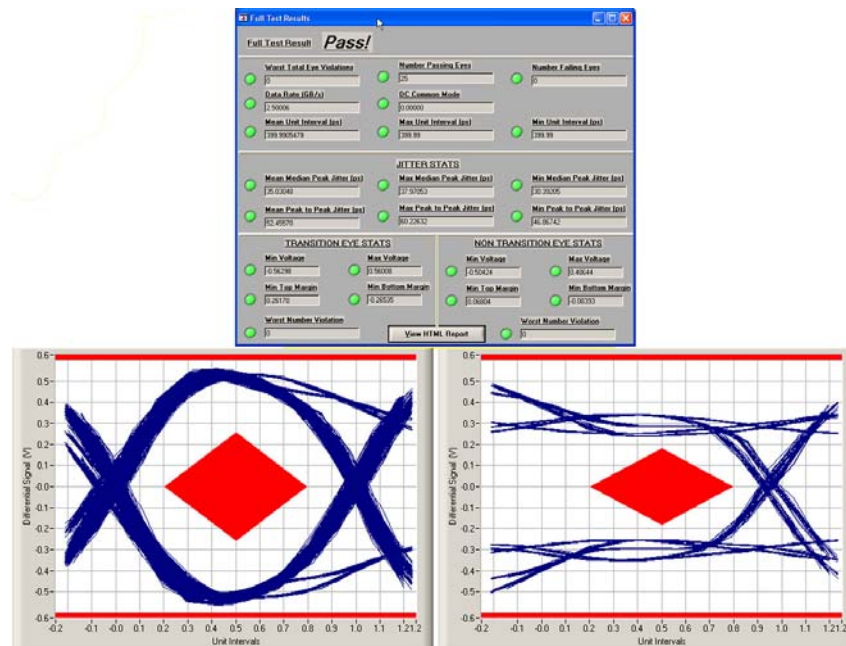 Full Test Results
Full Test Result Pass!
Worst Total Eye Violations
0
Number Passing Eyes
25
Number Failing Eyes
0
Data Rate (GB/s)
2.50006
DC Common Mode
0.00000
Mean Unit Interval (ps)
399.9905479
Max Unit Interval (ps)
399.99
Min Unit Interval (ps)
399.99
JITTER STATS
Mean Median Peak Jitter (ps)
Max Median Peak Jitter (ps)
37.97053
Min Median Peak Jitter (ps)
Mean Peak to Peak Jitter (ps)
Max Peak to Peak Jitter (ps)
60.22632
Min Peak to Peak Jitter (ps)
46.86742
TRANSITION EYE STATS
Min Voltage
-0.56298
Max Voltage
0.56008
Min Top Margin
0.26170
Min Bottom Margin
-0.26535
Worst Number Violation
0
NON TRANSITION EYE STATS
Min Voltage
-0.50424
Max Voltage
Min Top Margin
0.06804
Min Bottom Margin
Worst Number Violation
0
View HTML Report
0.6
0.5
0.4
0.3
0.2
0.1
-0.0
-0.1
-0.2
-0.3
-0.4
-0.5
-0.6
Differential Signal (V)
-0.2 -0.1 -0.0 0.1 0.2 0.3 0.4 0.5 0.6 0.7 0.8 0.9 1.0 1.1 1.2 1.2
Unit Intervals
0.6
0.5
0.4
0.3
0.2
0.1
-0.0
-0.1
-0.2
-0.3
-0.4
-0.5
-0.6
Differential Signal (V)
-0.2 -0.1 -0.0 0.1 0.2 0.3 0.4 0.5 0.6 0.7 0.8 0.9 1.0 1.1 1.2 1.2
Unit Intervals